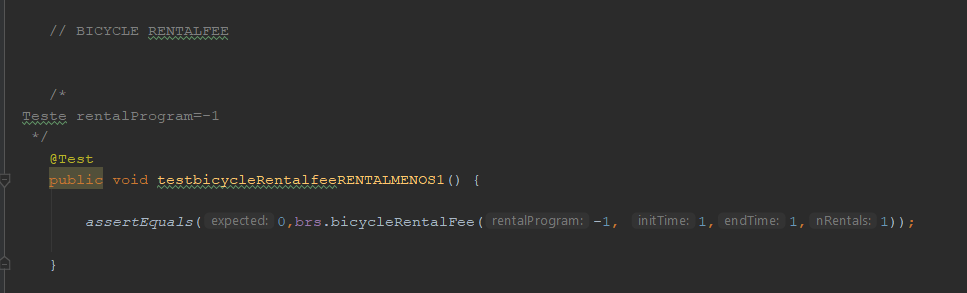 // BICYCLE RENTALFEE
/*
Teste rentalProgram=-1
*/
@Test
public void testbicycleRentalfeeRENTALMENOS1() {
assertEquals( expected: 0,brs.bicycleRentalFee( rentalProgram: -1, initTime: 1, endTime: 1, nRentals: 1));
}